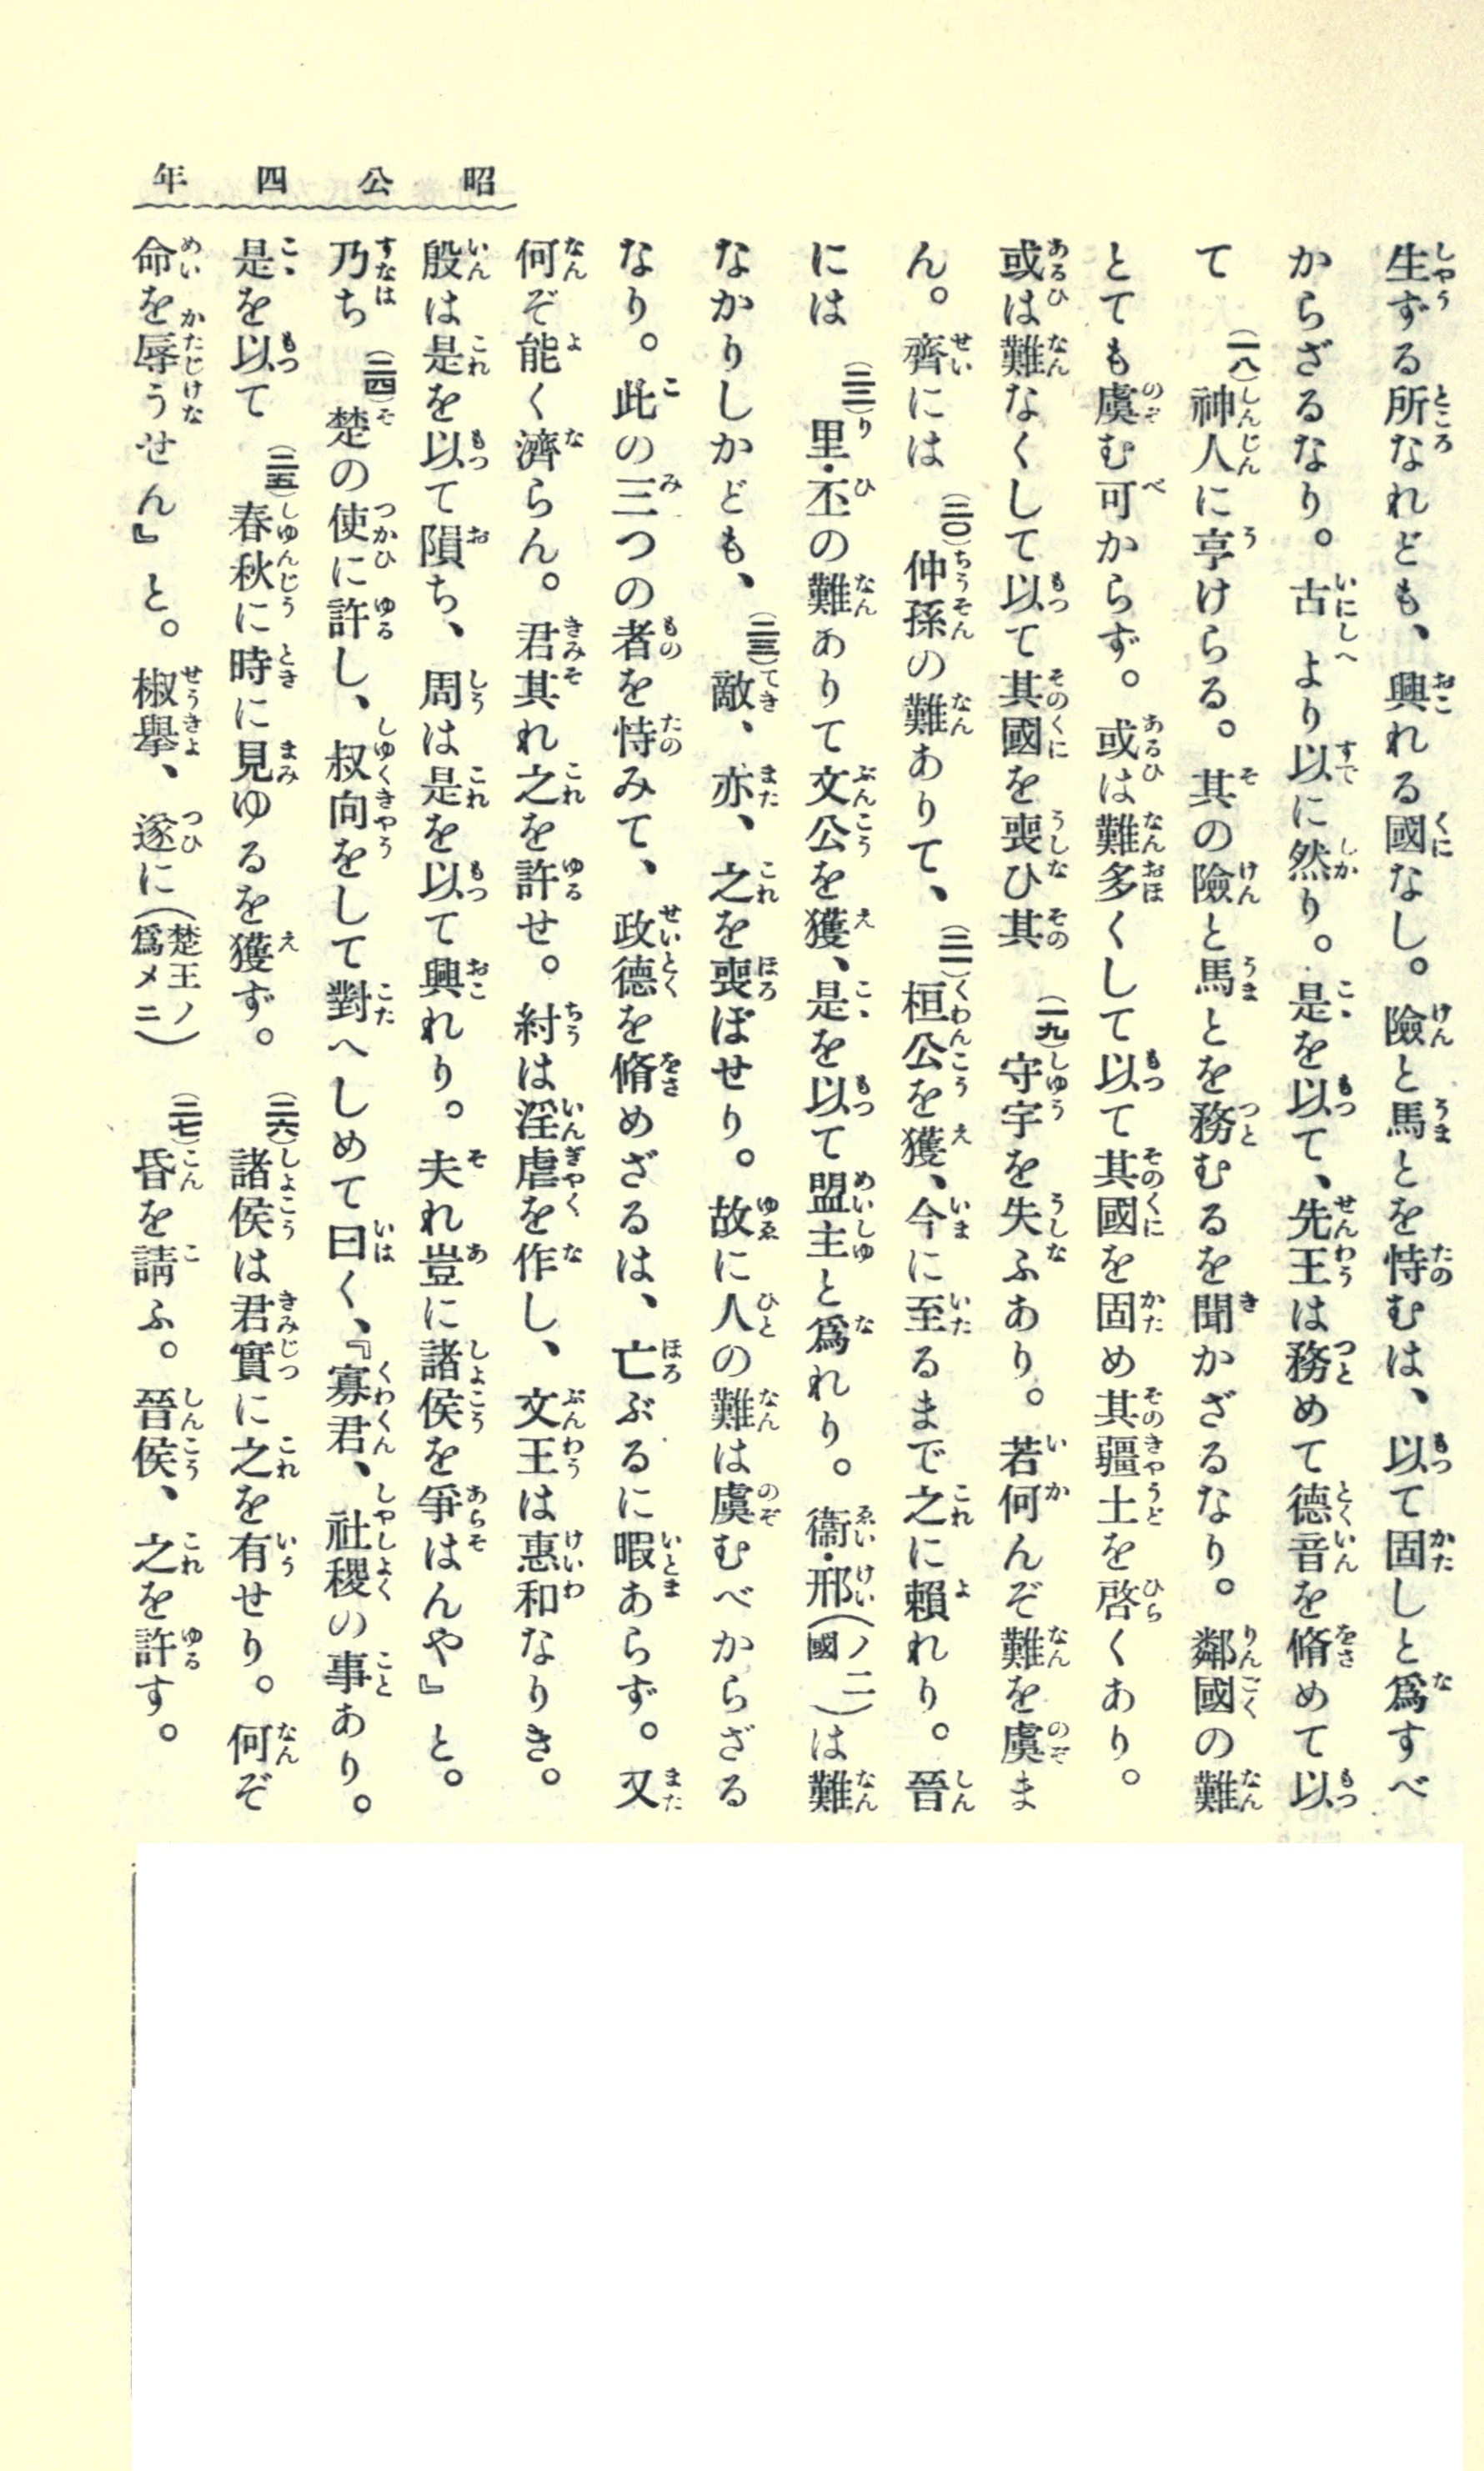 昭公四年
生ずる所なれども、興れる國なし。險と馬とを恃むは、以て固しと爲すべ
からざるなり。古より以に然り。是を以て、先王は務めて德音を脩めて以
て（一八）神人に享けらる。其の險と馬とを務むるを聞かざるなり。鄰國の難
とても虞む可からず。或は難多くして以て其國を固め其疆土を啓くあり。
或は難なくして以て其國を喪ひ其（一九）守宇を失ふあり。若何んぞ難を虞ま
ん。齊には（二〇）仲孫の難ありて、（二一）桓公を獲、今に至るまで之に賴れり。晉
には（二二）里・丕の難ありて文公を獲、是を以て盟主と爲れり。衞・邢（ノ二國）は難
なかりしかども、（二三）敵、亦、之を喪ぼせり。故に人の難は虞むべからざる
なり。此の三つの者を恃みて、政德を脩めざるは、亡ぶるに暇あらず。又
何ぞ能く濟らん。君其れ之を許せ。紂は淫虐を作し、文王は惠和なりき。
殷は是を以て隕ち、周は是を以て興れり。夫れ豈に諸侯を爭はんや』と。
乃ち（二四）楚の使に許し、叔向をして對へしめて曰く、『寡君、社稷の事あり。
是を以て（二五）春秋に時に見ゆるを獲ず。（二六）諸侯は君實に之を有せり。何ぞ
命を辱うせん』と。椒擧、遂に（楚王ノ爲メニ）（二七）昏を請ふ。晉侯、之を許す。